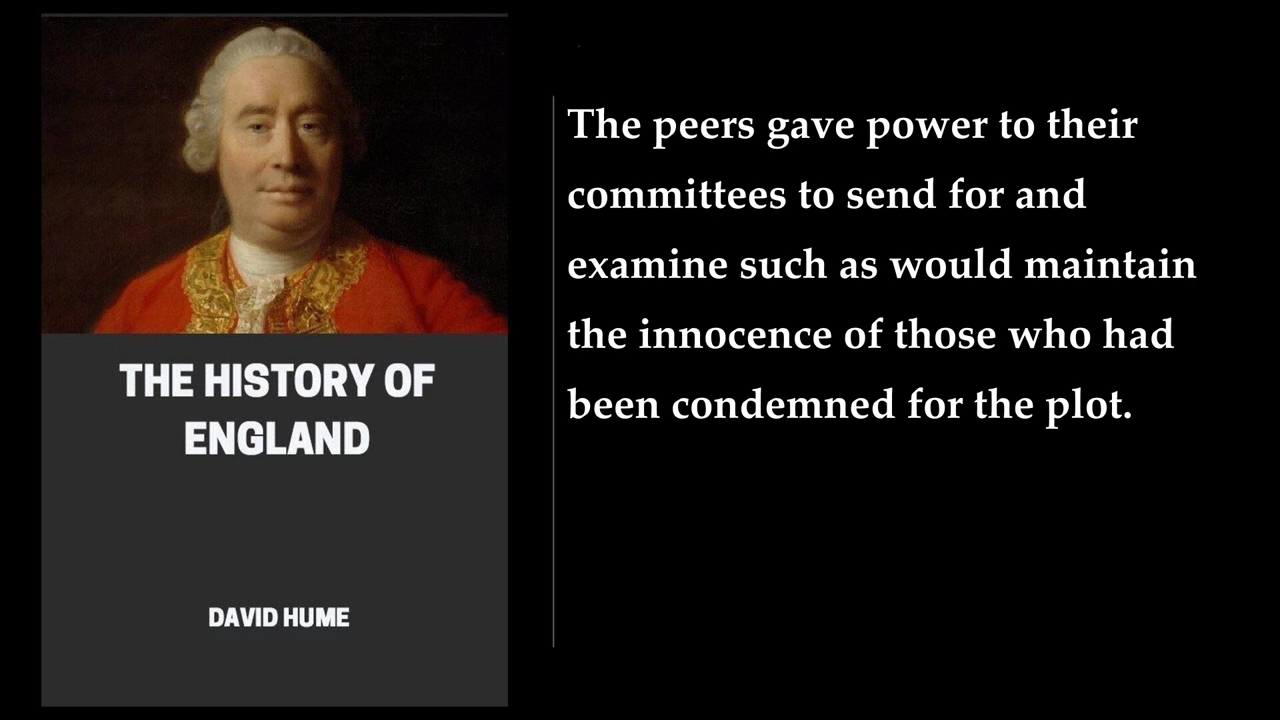 THE HISTORY OF
ENGLAND
DAVID HUME
The peers gave power to their
committees to send for and
examine such as would maintain
the innocence of those who had
been condemned for the plot.